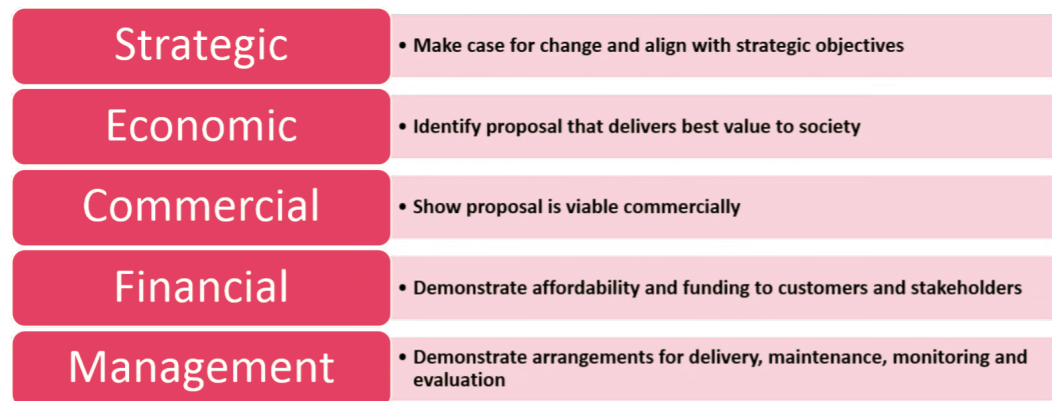 Strategic
• Make case for change and align with strategic objectives
Economic
• Identify proposal that delivers best value to society
Commercial
• Show proposal is viable commercially
Financial
• Demonstrate affordability and funding to customers and stakeholders
Management
• Demonstrate arrangements for delivery, maintenance, monitoring and
evaluation